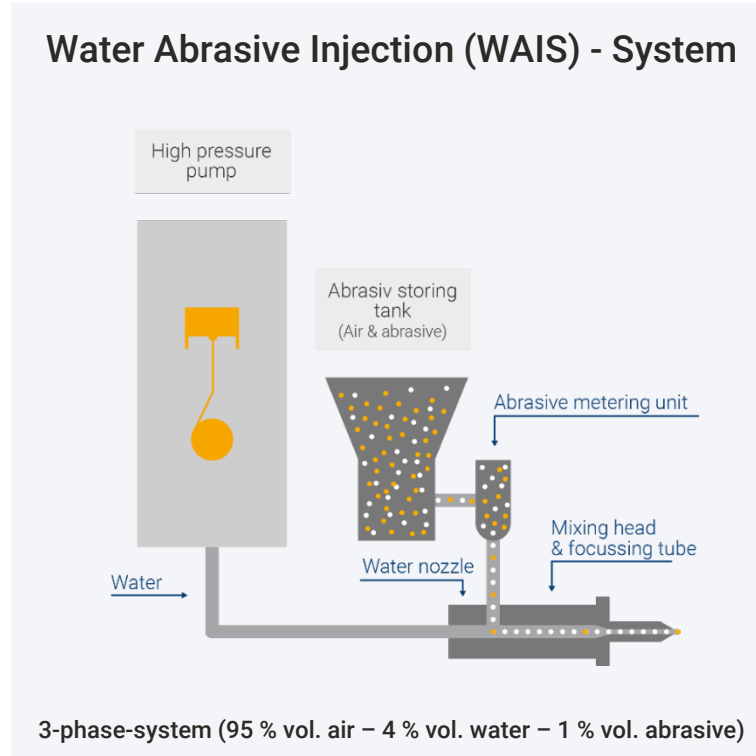 Water Abrasive Injection (WAIS) - System
High pressure
pump
Abrasiv storing
tank
(Air & abrasive)
Abrasive metering unit
Mixing head
& focussing tube
Water nozzle
Water
3-phase-system (95 % vol. air – 4 % vol. water – 1 % vol. abrasive)